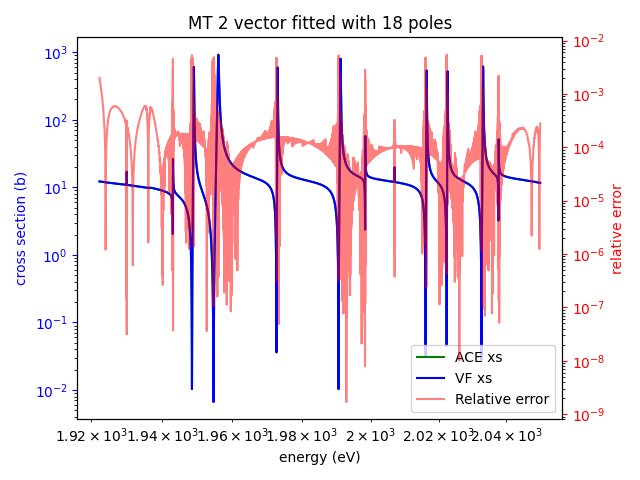 MT 2 vector fitted with 18 poles
cross section (b)
10³
10²
10¹
10⁰
10⁻¹
10⁻²
10⁻²
10⁻³
10⁻⁴
10⁻⁵
10⁻⁶
10⁻⁷
10⁻⁸
10⁻⁹
relative error
ACE xs
VF xs
Relative error
1.92 × 10³ 1.94 × 10³ 1.96 × 10³ 1.98 × 10³ 2 × 10³ 2.02 × 10³ 2.04 × 10³
energy (eV)